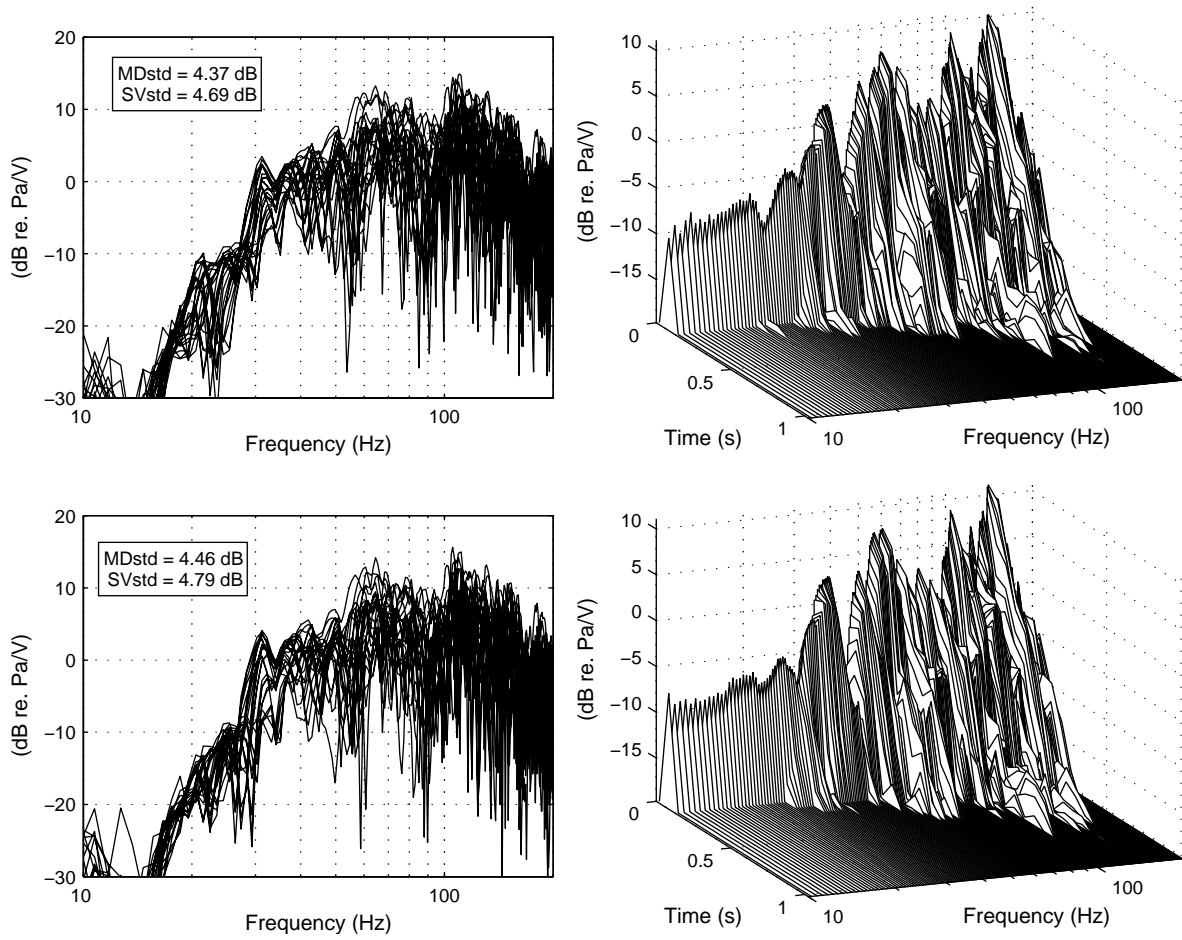 20
10
0
−10
−20
−30
10
100
(dB re. Pa/V)
Frequency (Hz)
MDstd = 4.37 dB
SVstd = 4.69 dB
10
5
0
−5
−10
−15
(dB re. Pa/V)
0
0.5
1
Time (s)
10
100
Frequency (Hz)
20
10
0
−10
−20
−30
10
100
(dB re. Pa/V)
Frequency (Hz)
MDstd = 4.46 dB
SVstd = 4.79 dB
10
5
0
−5
−10
−15
(dB re. Pa/V)
0
0.5
1
Time (s)
10
100
Frequency (Hz)